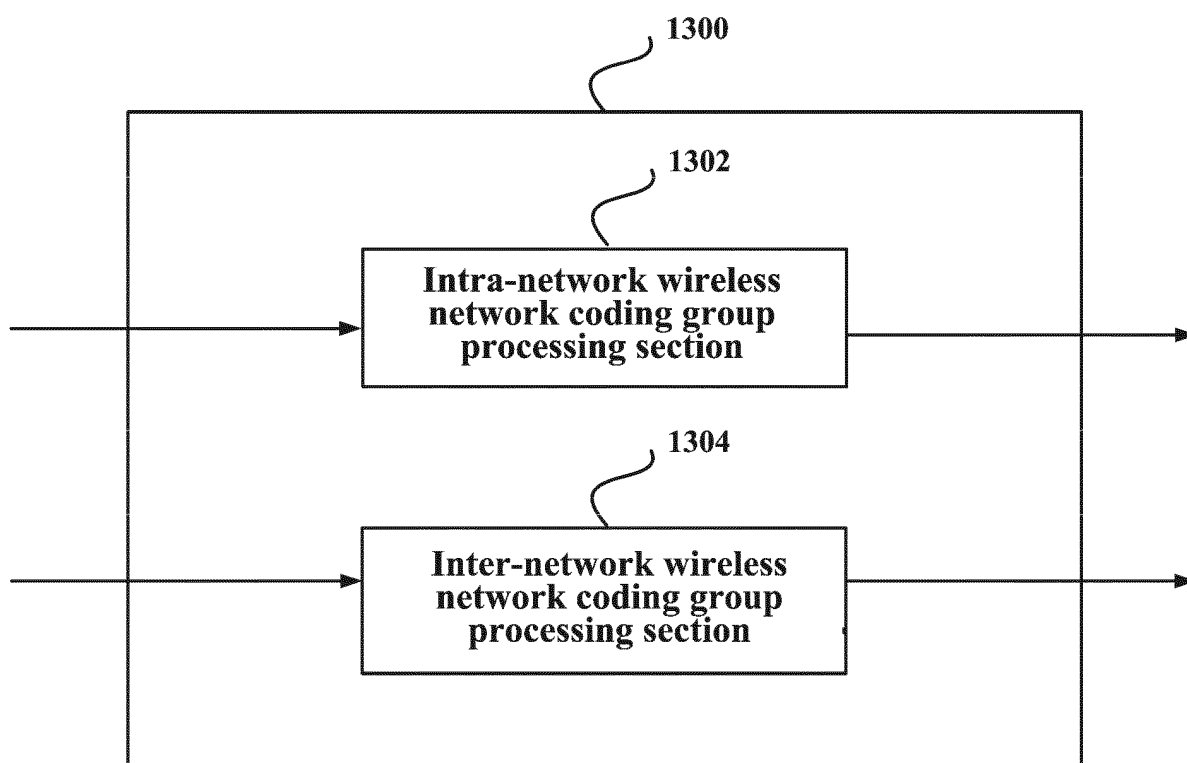 1300
1302
Intra-network wireless
network coding group
processing section
1304
Inter-network wireless
network coding group
processing section